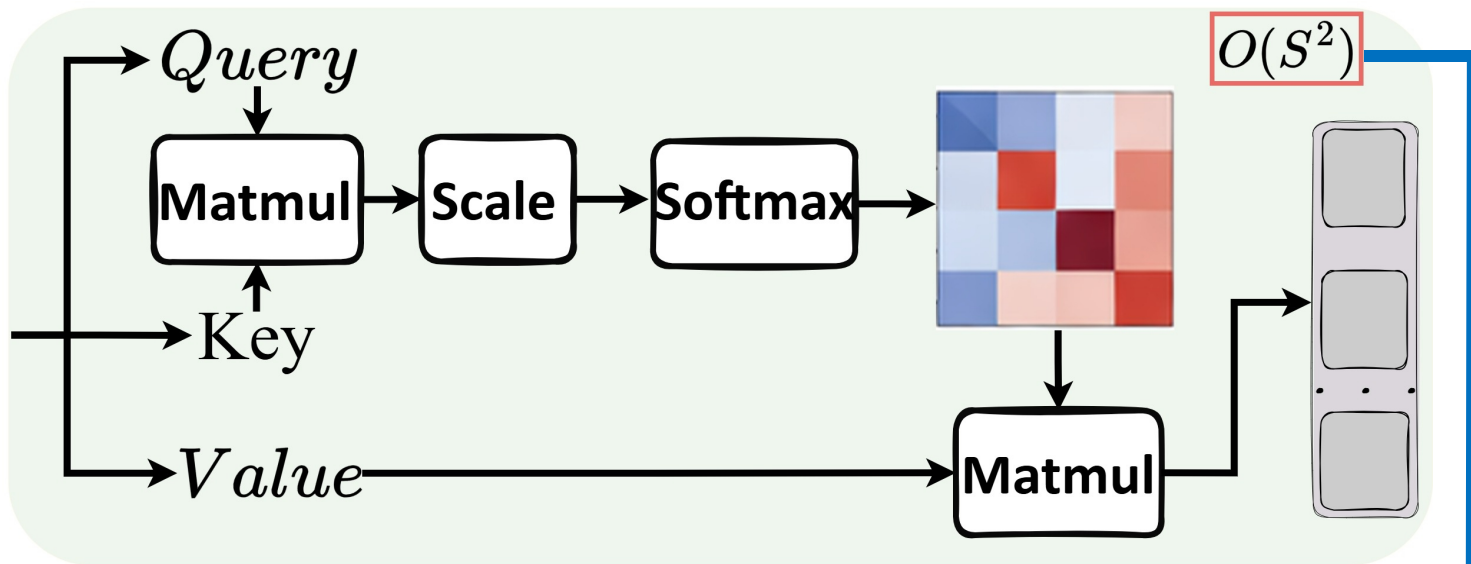 Query
O(S²)
Matmul
Scale
Softmax
Key
Value
Matmul